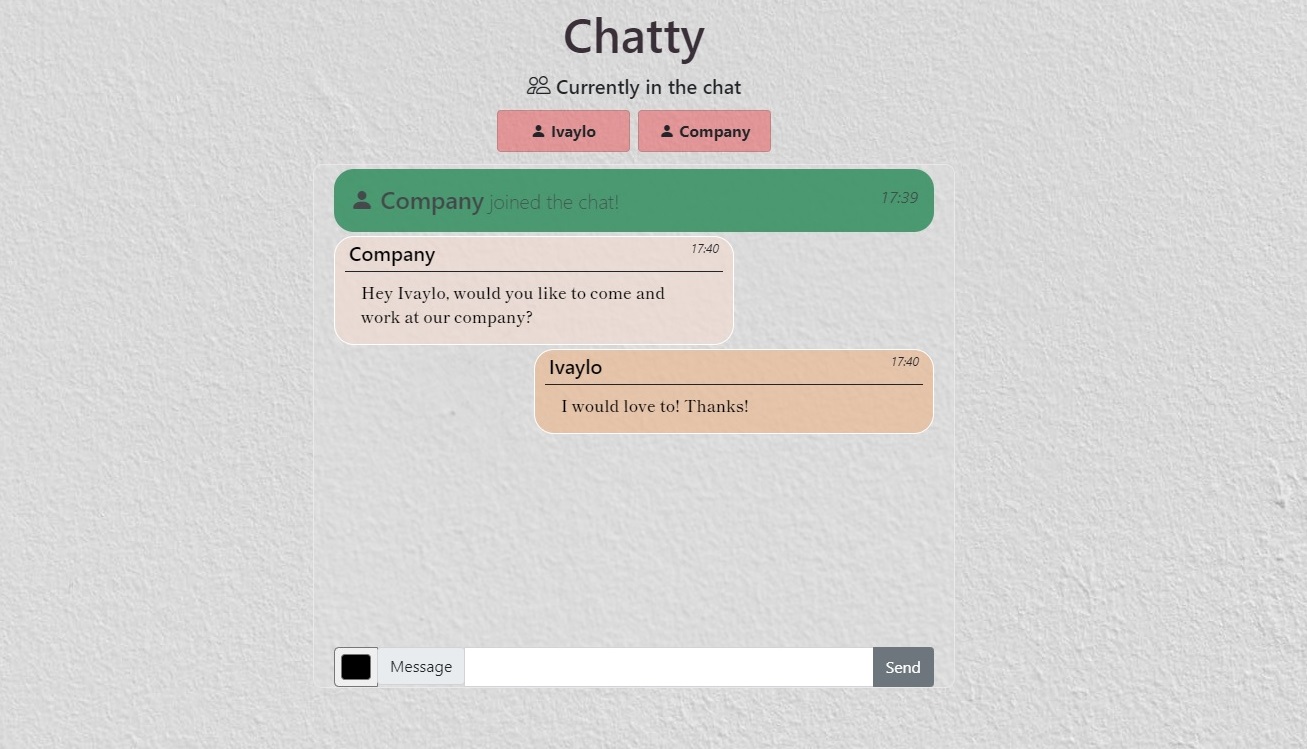 Chatty
Currently in the chat
Ivaylo Company
Company joined the chat! 17:39
Company 17:40
Hey Ivaylo, would you like to come and
work at our company?
Ivaylo 17:40
I would love to! Thanks!
Message Send